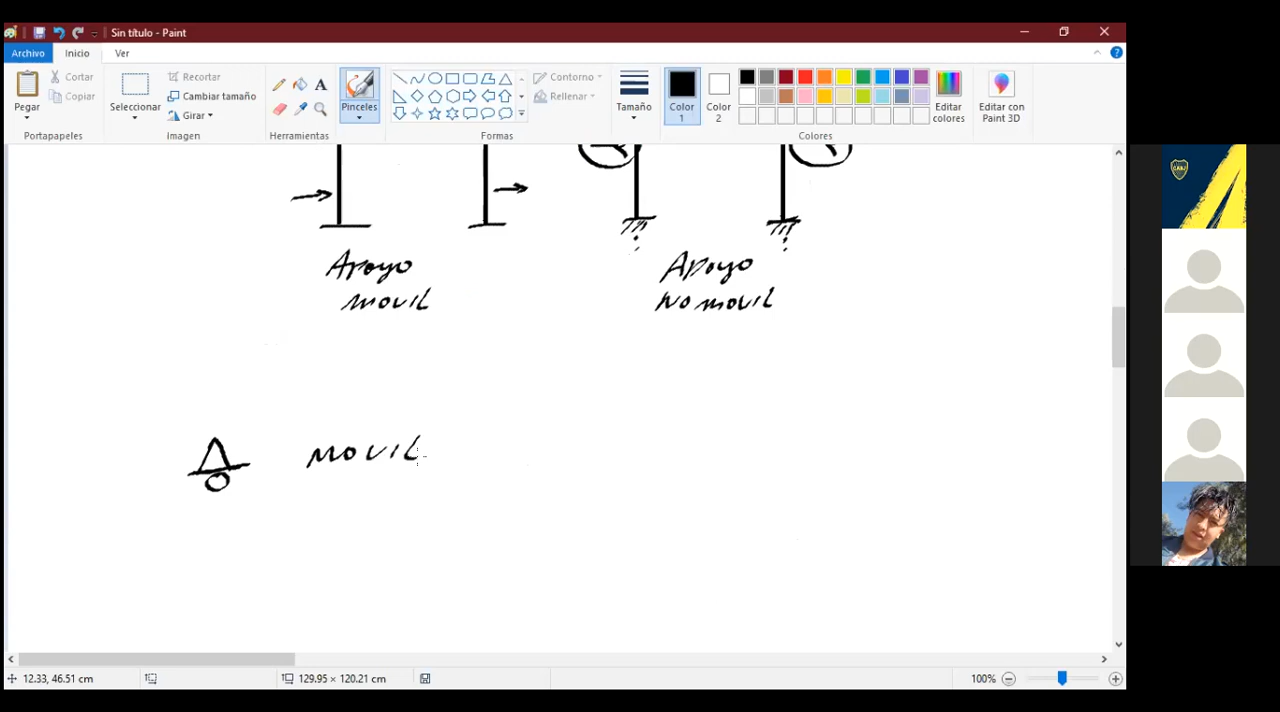 Sin título - Paint
Archivo Inicio Ver
Pegar
Cortar
Copiar
Portapapeles
Seleccionar
Recortar
Cambiar tamaño
Girar
Imagen
A
Herramientas
Pinceles
Contorno
Rellenar
Formas
Tamaño
Color
1
Color
2
Editar
colores
Colores
Editar con
Paint 3D
Apoyo
movil
Apoyo
No movil
movil
12.33, 46.51 cm
129.95 × 120.21 cm
100%